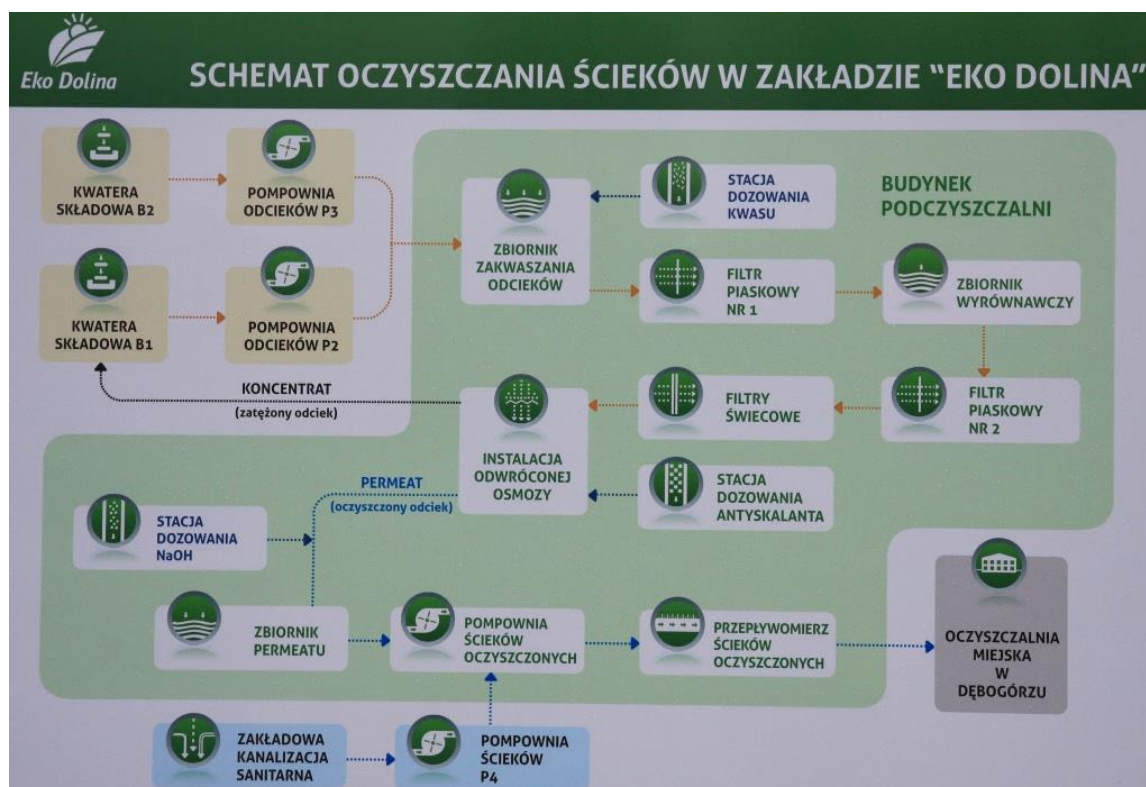 Eko Dolina
SCHEMAT OCZYSZCZANIA ŚCIEKÓW W ZAKŁADZIE "EKO DOLINA"
KWATERA
SKŁADOWA B2
POMPOWNIA
ODCIEKÓW P3
ZBIORNIK
ZAKWASZANIA
ODCIEKÓW
STACJA
DOZOWANIA
KWASU
BUDYNEK
PODCZYSZCZALNI
KWATERA
SKŁADOWA B1
POMPOWNIA
ODCIEKÓW P2
FILTR
PIASKOWY
NR 1
ZBIORNIK
WYRÓWNAWCZY
KONCENTRAT
(zatężony odciek)
INSTALACJA
ODWRÓCONEJ
OSMOZY
FILTRY
ŚWIECOWE
FILTR
PIASKOWY
NR 2
PERMEAT
(oczyszczony odciek)
STACJA
DOZOWANIA
ANTYSKALANTA
STACJA
DOZOWANIA
NaOH
ZBIORNIK
PERMEATU
POMPOWNIA
ŚCIEKÓW
OCZYSZCZONYCH
PRZEPŁYWOMIERZ
ŚCIEKÓW
OCZYSZCZONYCH
OCZYSZCZALNIA
MIEJSKA
W
DĘBOGÓRZU
ZAKŁADOWA
KANALIZACJA
SANITARNA
POMPOWNIA
ŚCIEKÓW
P4